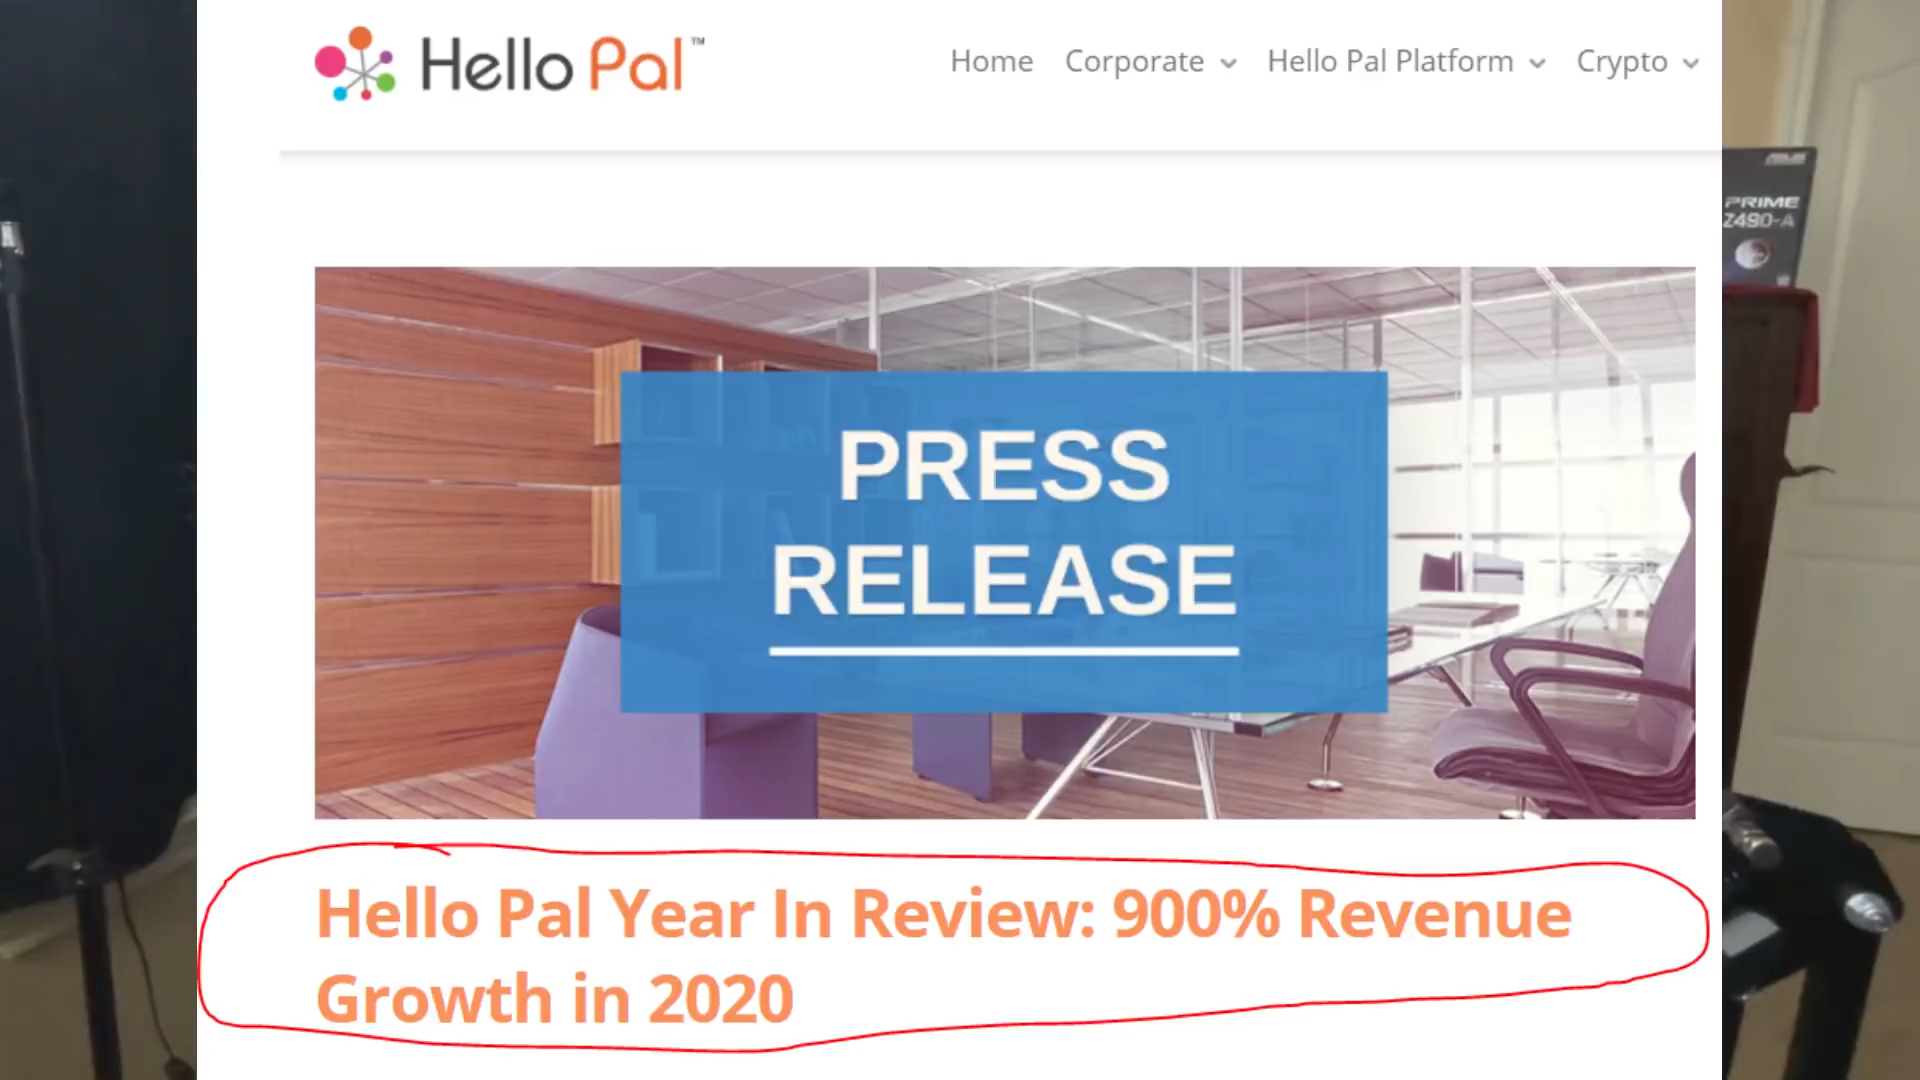 Hello Pal™
Home Corporate Hello Pal Platform Crypto
ASUS
PRIME
Z490-A
PRESS
RELEASE
Hello Pal Year In Review: 900% Revenue
Growth in 2020